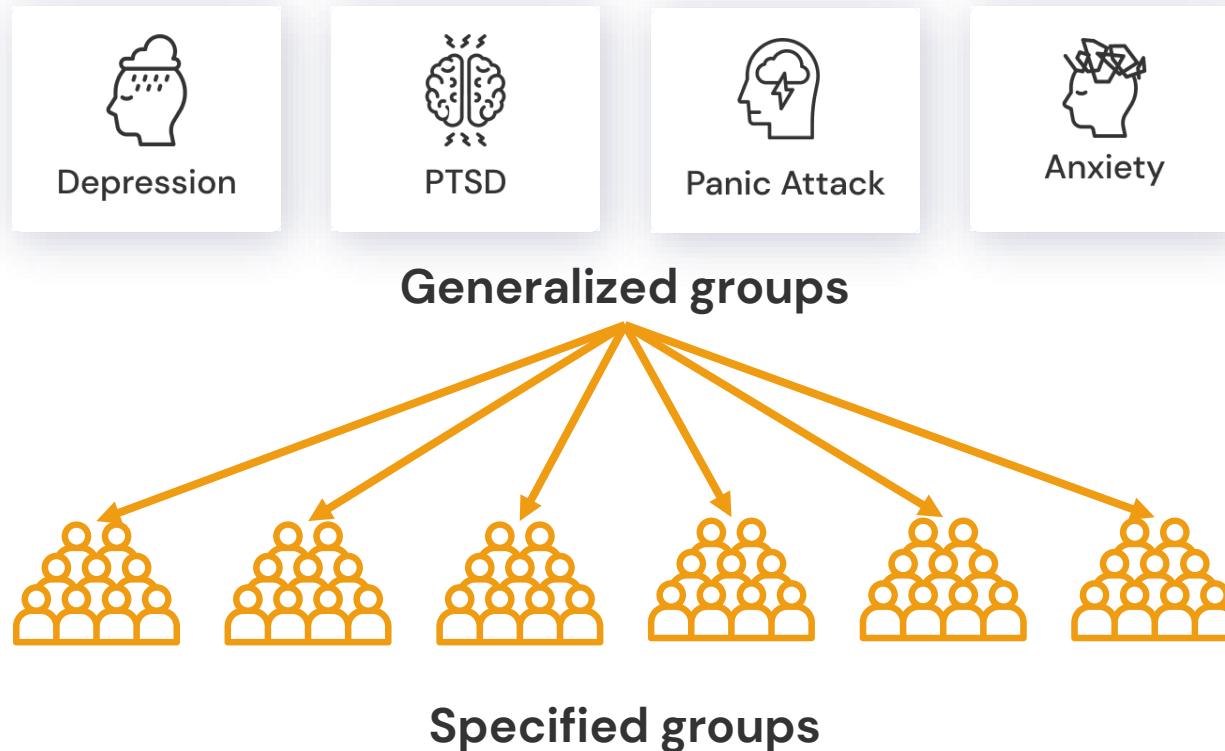 Depression
PTSD
Panic Attack
Anxiety
Generalized groups
Specified groups